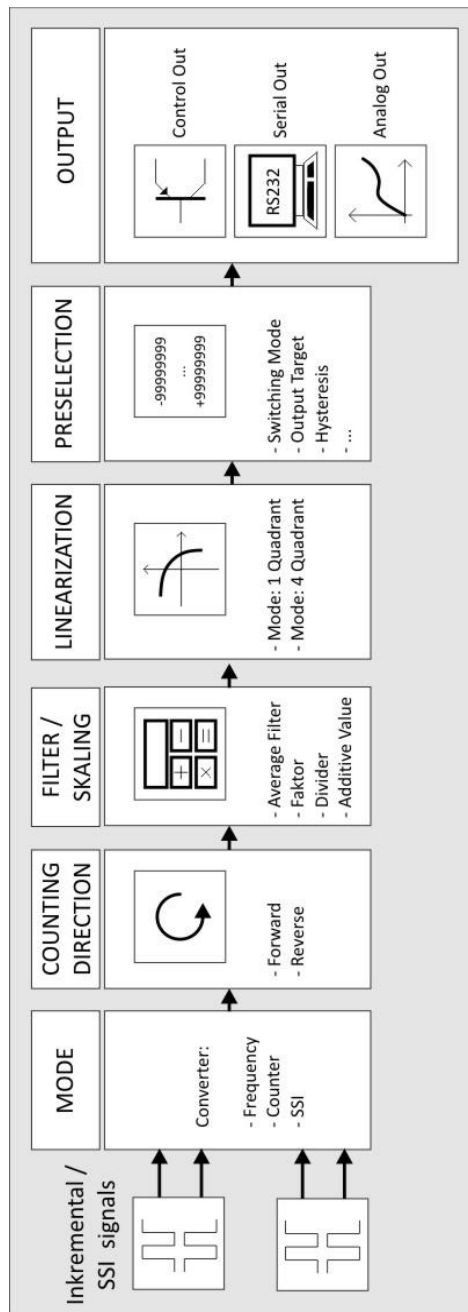 Inkremental /
SSI signals
MODE
Converter:
- Frequency
- Counter
- SSI
COUNTING
DIRECTION
- Forward
- Reverse
FILTER /
SKALING
+ −
× =
- Average Filter
- Faktor
- Divider
- Additive Value
LINEARIZATION
- Mode: 1 Quadrant
- Mode: 4 Quadrant
PRESELECTION
-99999999
...
+99999999
- Switching Mode
- Output Target
- Hysteresis
- ...
OUTPUT
Control Out
RS232
Serial Out
Analog Out